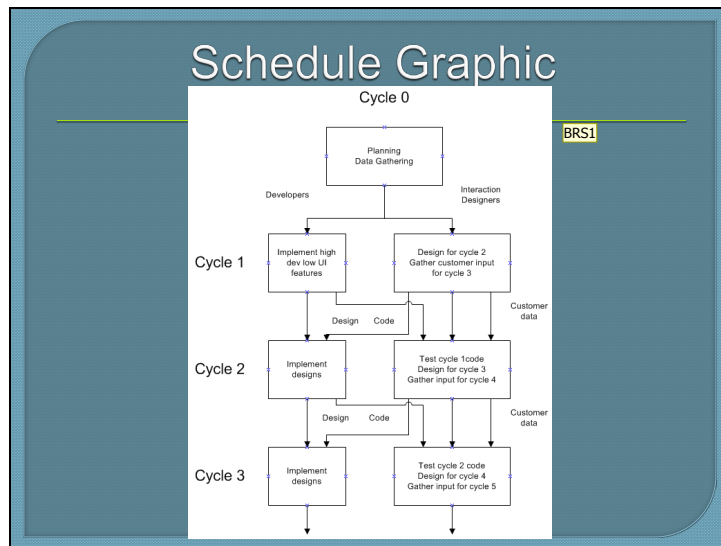 Schedule Graphic
Cycle 0
BRS1
Planning
Data Gathering
Developers
Interaction
Designers
Cycle 1
Implement high
dev low UI
features
Design for cycle 2
Gather customer input
for cycle 3
Design
Code
Customer
data
Cycle 2
Implement
designs
Test cycle 1code
Design for cycle 3
Gather input for cycle 4
Design
Code
Customer
data
Cycle 3
Implement
designs
Test cycle 2 code
Design for cycle 4
Gather input for cycle 5